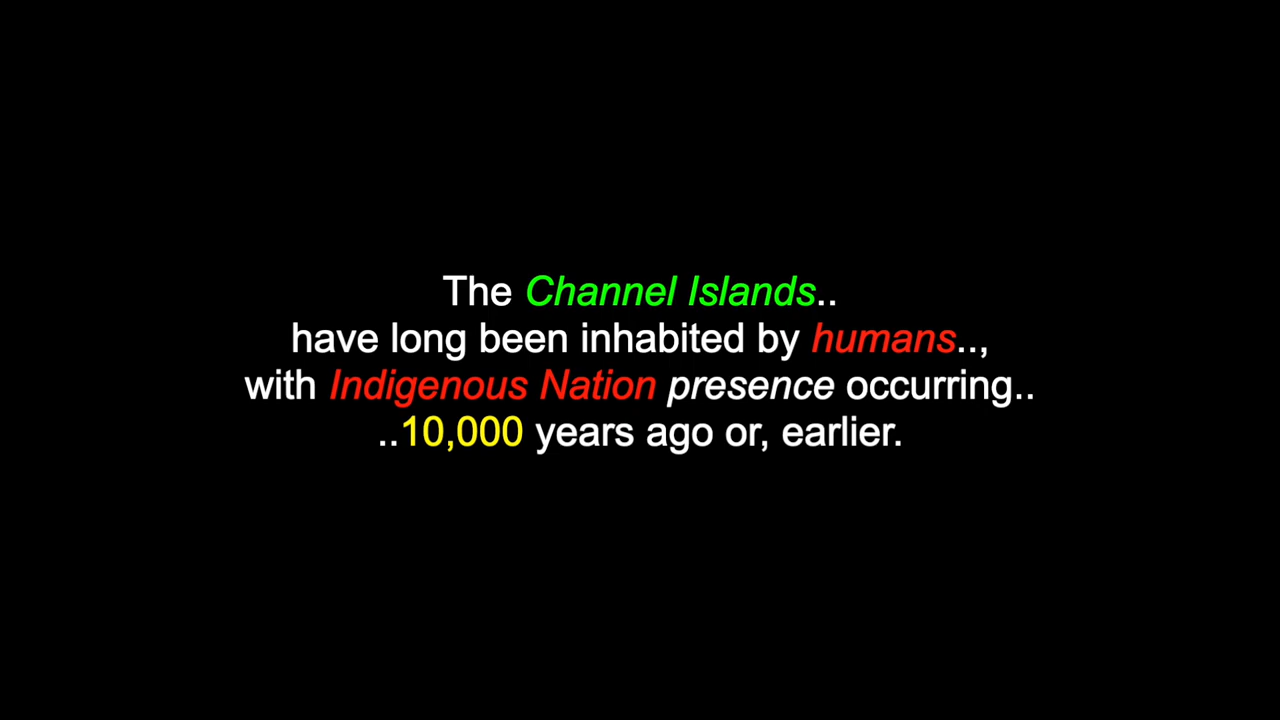 The Channel Islands..
have long been inhabited by humans..,
with Indigenous Nation presence occurring..
..10,000 years ago or, earlier.